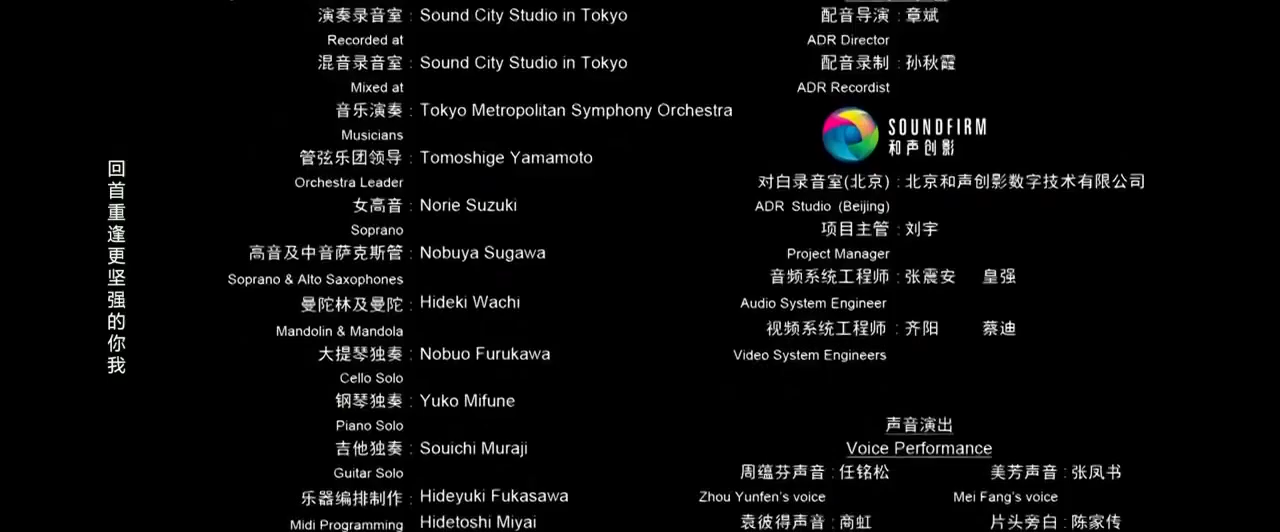 回首重逢更坚强的你我
演奏录音室 : Sound City Studio in Tokyo
Recorded at
混音录音室 : Sound City Studio in Tokyo
Mixed at
音乐演奏 : Tokyo Metropolitan Symphony Orchestra
Musicians
管弦乐团领导 : Tomoshige Yamamoto
Orchestra Leader
女高音 : Norie Suzuki
Soprano
高音及中音萨克斯管 : Nobuya Sugawa
Soprano & Alto Saxophones
曼陀林及曼陀 : Hideki Wachi
Mandolin & Mandola
大提琴独奏 : Nobuo Furukawa
Cello Solo
钢琴独奏 : Yuko Mifune
Piano Solo
吉他独奏 : Souichi Muraji
Guitar Solo
乐器编排制作 : Hideyuki Fukasawa
Midi Programming Hidetoshi Miyai
配音导演 : 章斌
ADR Director
配音录制 : 孙秋霞
ADR Recordist
SOUNDFIRM
和声创影
对白录音室(北京) : 北京和声创影数字技术有限公司
ADR Studio (Beijing)
项目主管 : 刘宇
Project Manager
音频系统工程师 : 张震安 皇强
Audio System Engineer
视频系统工程师 : 齐阳 蔡迪
Video System Engineers
声音演出
Voice Performance
周蕴芬声音 : 任铭松 美芳声音 : 张凤书
Zhou Yunfen's voice Mei Fang's voice
袁彼得声音 : 商虹 片头旁白 : 陈家传